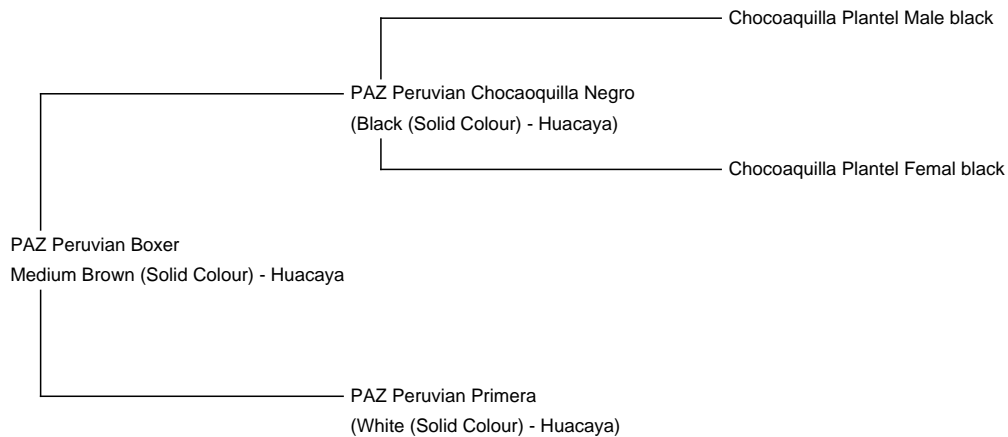 Chocoaquilla Plantel Male black
PAZ Peruvian Chocaoquilla Negro
(Black (Solid Colour) - Huacaya)
Chocoaquilla Plantel Femal black
PAZ Peruvian Boxer
Medium Brown (Solid Colour) - Huacaya
PAZ Peruvian Primera
(White (Solid Colour) - Huacaya)